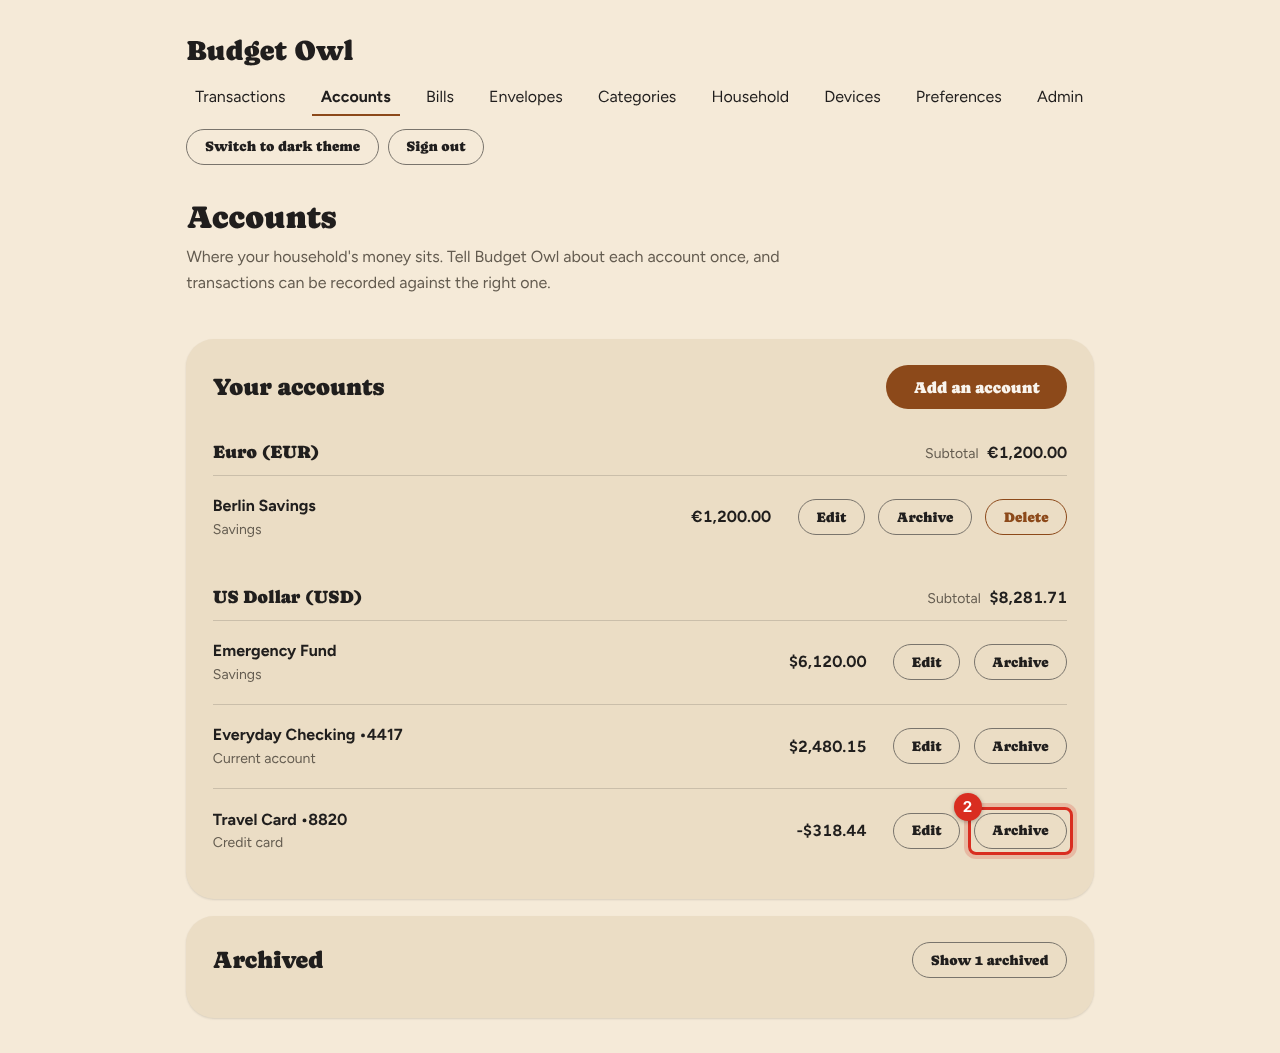 Budget Owl
Transactions Accounts Bills Envelopes Categories Household Devices Preferences Admin
Switch to dark theme Sign out
Accounts
Where your household's money sits. Tell Budget Owl about each account once, and
transactions can be recorded against the right one.
Your accounts Add an account
Euro (EUR) Subtotal €1,200.00
Berlin Savings
Savings
€1,200.00 Edit Archive Delete
US Dollar (USD) Subtotal $8,281.71
Emergency Fund
Savings
$6,120.00 Edit Archive
Everyday Checking •4417
Current account
$2,480.15 Edit Archive
Travel Card •8820
Credit card
-$318.44 Edit 2 Archive
Archived Show 1 archived